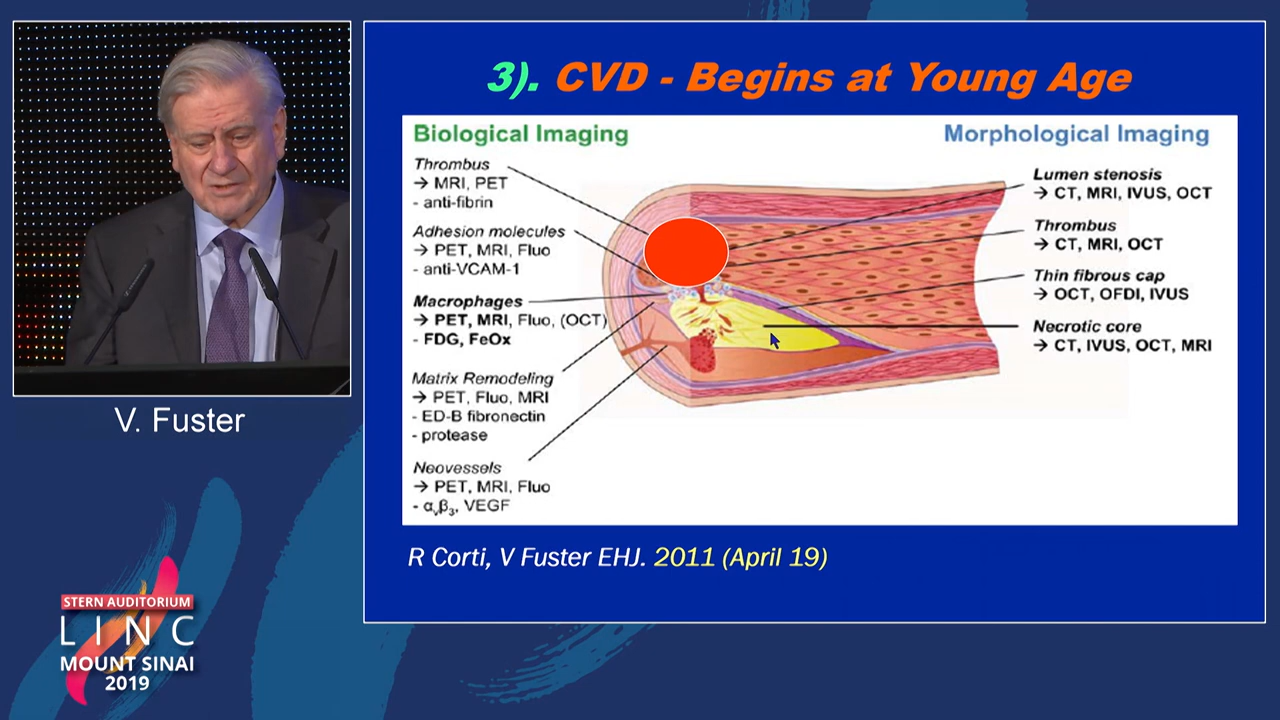 3). CVD - Begins at Young Age
Biological Imaging
Thrombus
→ MRI, PET
- anti-fibrin
Adhesion molecules
→ PET, MRI, Fluo
- anti-VCAM-1
Macrophages
→ PET, MRI, Fluo, (OCT)
- FDG, FeOx
Matrix Remodeling
→ PET, Fluo, MRI
- ED-B fibronectin
- protease
Neovessels
→ PET, MRI, Fluo
- αvβ3, VEGF
Morphological Imaging
Lumen stenosis
→ CT, MRI, IVUS, OCT
Thrombus
→ CT, MRI, OCT
Thin fibrous cap
→ OCT, OFDI, IVUS
Necrotic core
→ CT, IVUS, OCT, MRI
R Corti, V Fuster EHJ. 2011 (April 19)
V. Fuster
STERN AUDITORIUM
LINC
MOUNT SINAI
2019